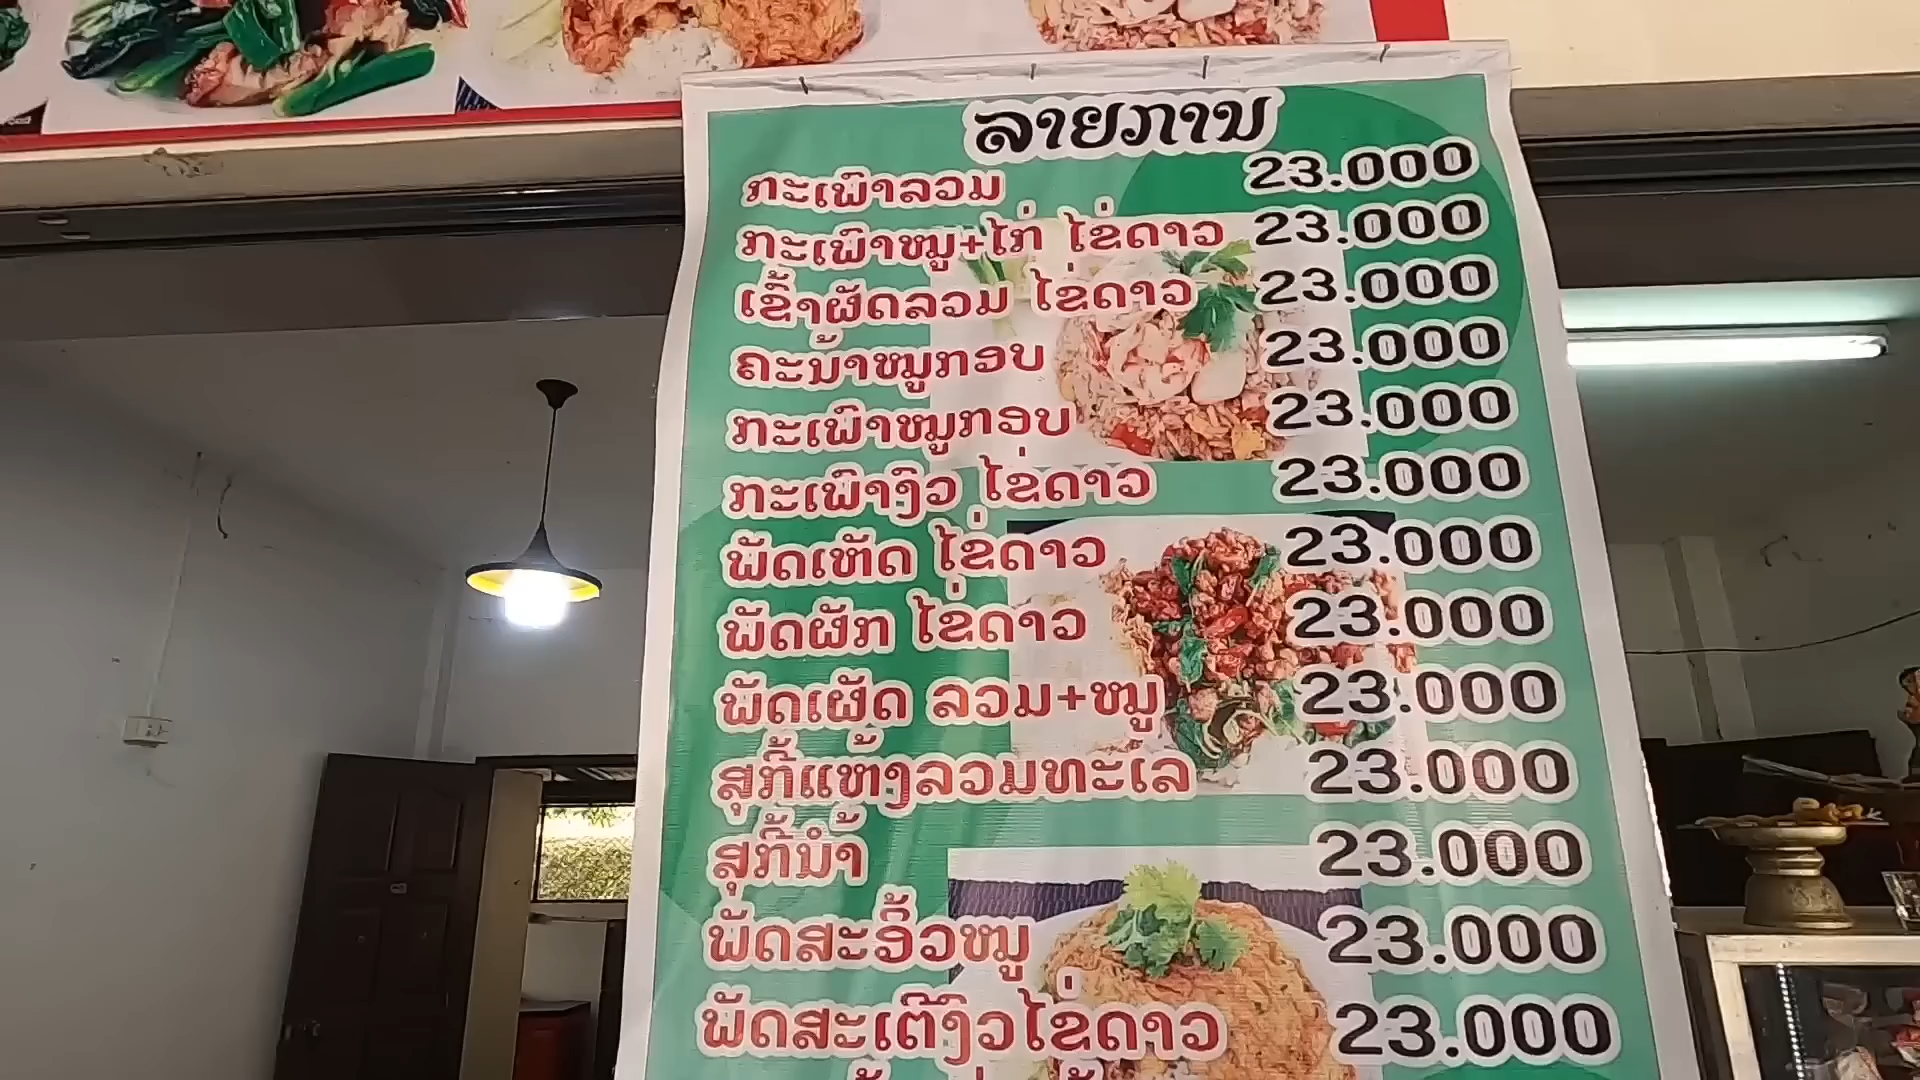 ລາຍການ
ກະເພົາລວມ 23.000
ກະເພົາໝູ+ໄກ່ ໄຂ່ດາວ 23.000
ເຂົ້າຜັດລວມ ໄຂ່ດາວ 23.000
ຄະນ້າໝູກອບ 23.000
ກະເພົາໝູກອບ 23.000
ກະເພົາງົວ ໄຂ່ດາວ 23.000
ພັດເຫັດ ໄຂ່ດາວ 23.000
ພັດຜັກ ໄຂ່ດາວ 23.000
ພັດເຜັດ ລວມ+ໝູ 23.000
ສຸກີ້ແຫ້ງລວມທະເລ 23.000
ສຸກີ້ນ້ຳ 23.000
ພັດສະອິ້ວໝູ 23.000
ພັດສະເຕັງົວໄຂ່ດາວ 23.000